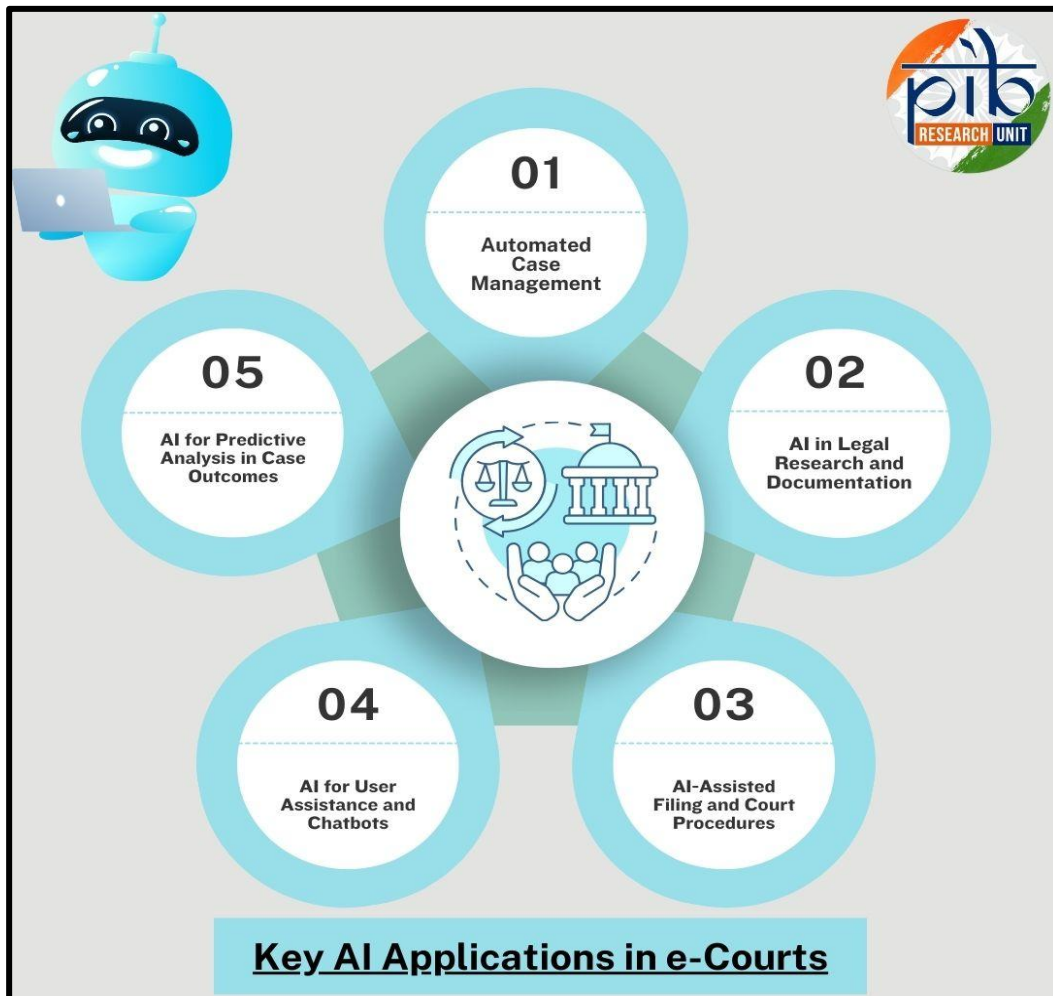 pib
RESEARCH UNIT
01
Automated
Case
Management
02
AI in Legal
Research and
Documentation
03
AI-Assisted
Filing and Court
Procedures
04
AI for User
Assistance and
Chatbots
05
AI for Predictive
Analysis in Case
Outcomes
Key AI Applications in e-Courts